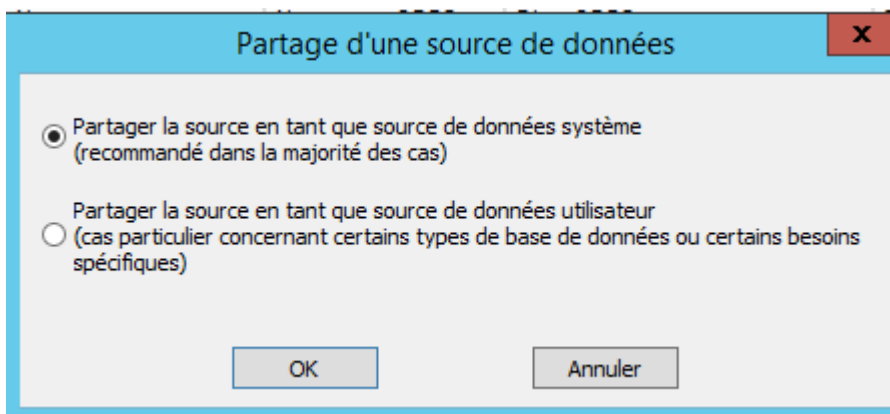 Partage d'une source de données
x
Partager la source en tant que source de données système
(recommandé dans la majorité des cas)
Partager la source en tant que source de données utilisateur
(cas particulier concernant certains types de base de données ou certains besoins
spécifiques)
OK
Annuler